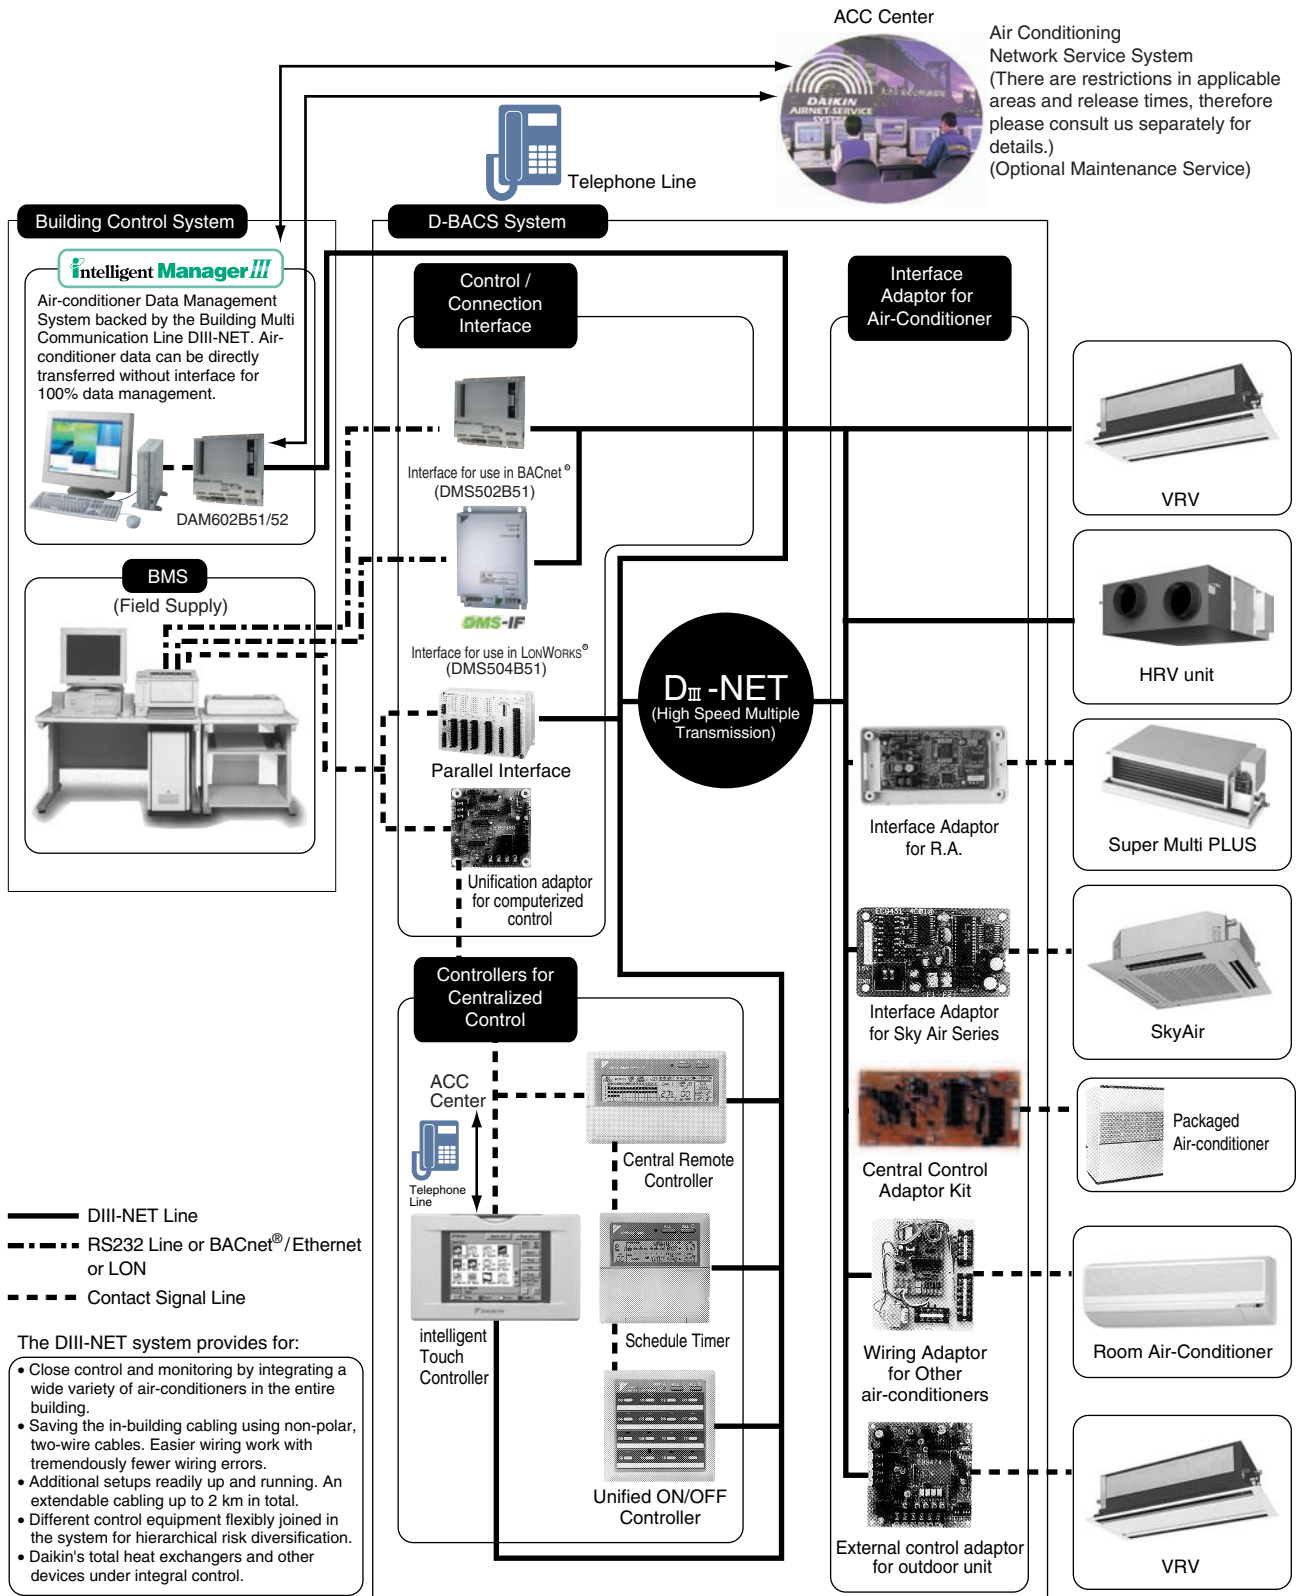 ACC Center
Air Conditioning
Network Service System
(There are restrictions in applicable
areas and release times, therefore
please consult us separately for
details.)
(Optional Maintenance Service)
DAIKIN
AIRNET SERVICE
SYSTEM
Telephone Line
Building Control System
D-BACS System
intelligent Manager III
Air-conditioner Data Management
System backed by the Building Multi
Communication Line DIII-NET. Air-
conditioner data can be directly
transferred without interface for
100% data management.
DAM602B51/52
BMS
(Field Supply)
Control /
Connection
Interface
Interface for use in BACnet®
(DMS502B51)
DMS-IF
Interface for use in LONWORKS®
(DMS504B51)
Parallel Interface
Unification adaptor
for computerized
control
DIII-NET
(High Speed Multiple
Transmission)
Interface
Adaptor for
Air-Conditioner
VRV
HRV unit
Interface Adaptor
for R.A.
Super Multi PLUS
Interface Adaptor
for Sky Air Series
SkyAir
Central Control
Adaptor Kit
Packaged
Air-conditioner
Wiring Adaptor
for Other
air-conditioners
Room Air-Conditioner
External control adaptor
for outdoor unit
VRV
Controllers for
Centralized
Control
ACC
Center
Telephone
Line
Central Remote
Controller
intelligent
Touch
Controller
Schedule Timer
Unified ON/OFF
Controller
DIII-NET Line
RS232 Line or BACnet®/Ethernet
or LON
Contact Signal Line
The DIII-NET system provides for:
• Close control and monitoring by integrating a
wide variety of air-conditioners in the entire
building.
• Saving the in-building cabling using non-polar,
two-wire cables. Easier wiring work with
tremendously fewer wiring errors.
• Additional setups readily up and running. An
extendable cabling up to 2 km in total.
• Different control equipment flexibly joined in
the system for hierarchical risk diversification.
• Daikin's total heat exchangers and other
devices under integral control.